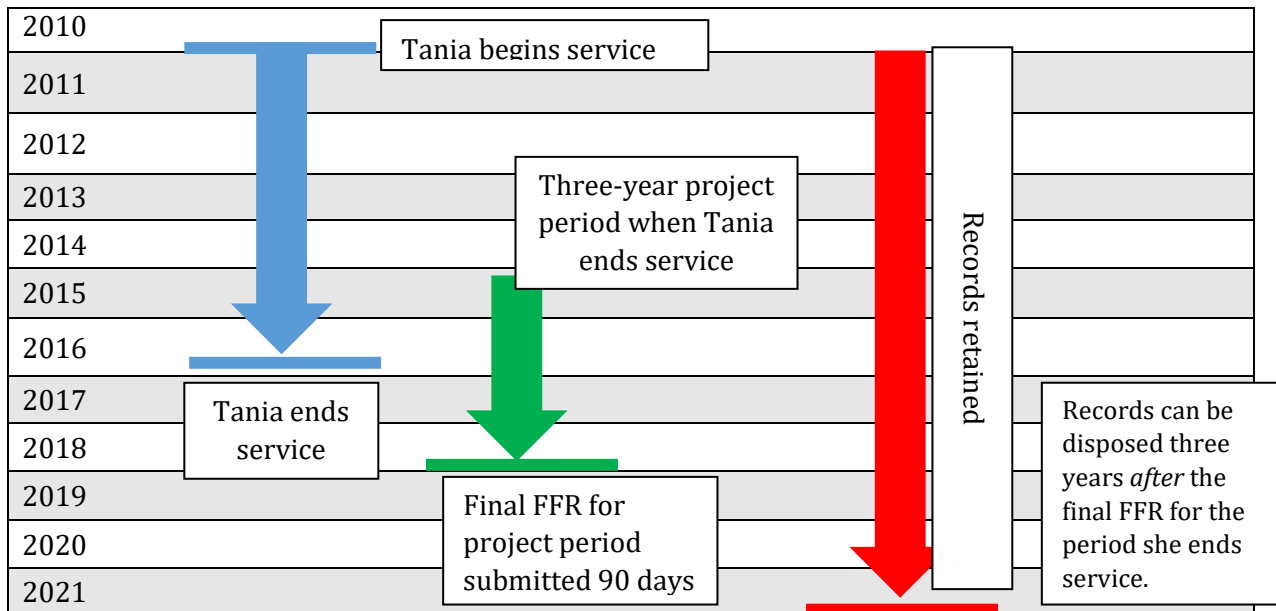 2010
Tania begins service
2011
2012
2013
Three-year project
period when Tania
ends service
2014
2015
2016
Records retained
2017
Tania ends
service
2018
Records can be
disposed three
years after the
final FFR for the
period she ends
service.
2019
Final FFR for
project period
submitted 90 days
2020
2021